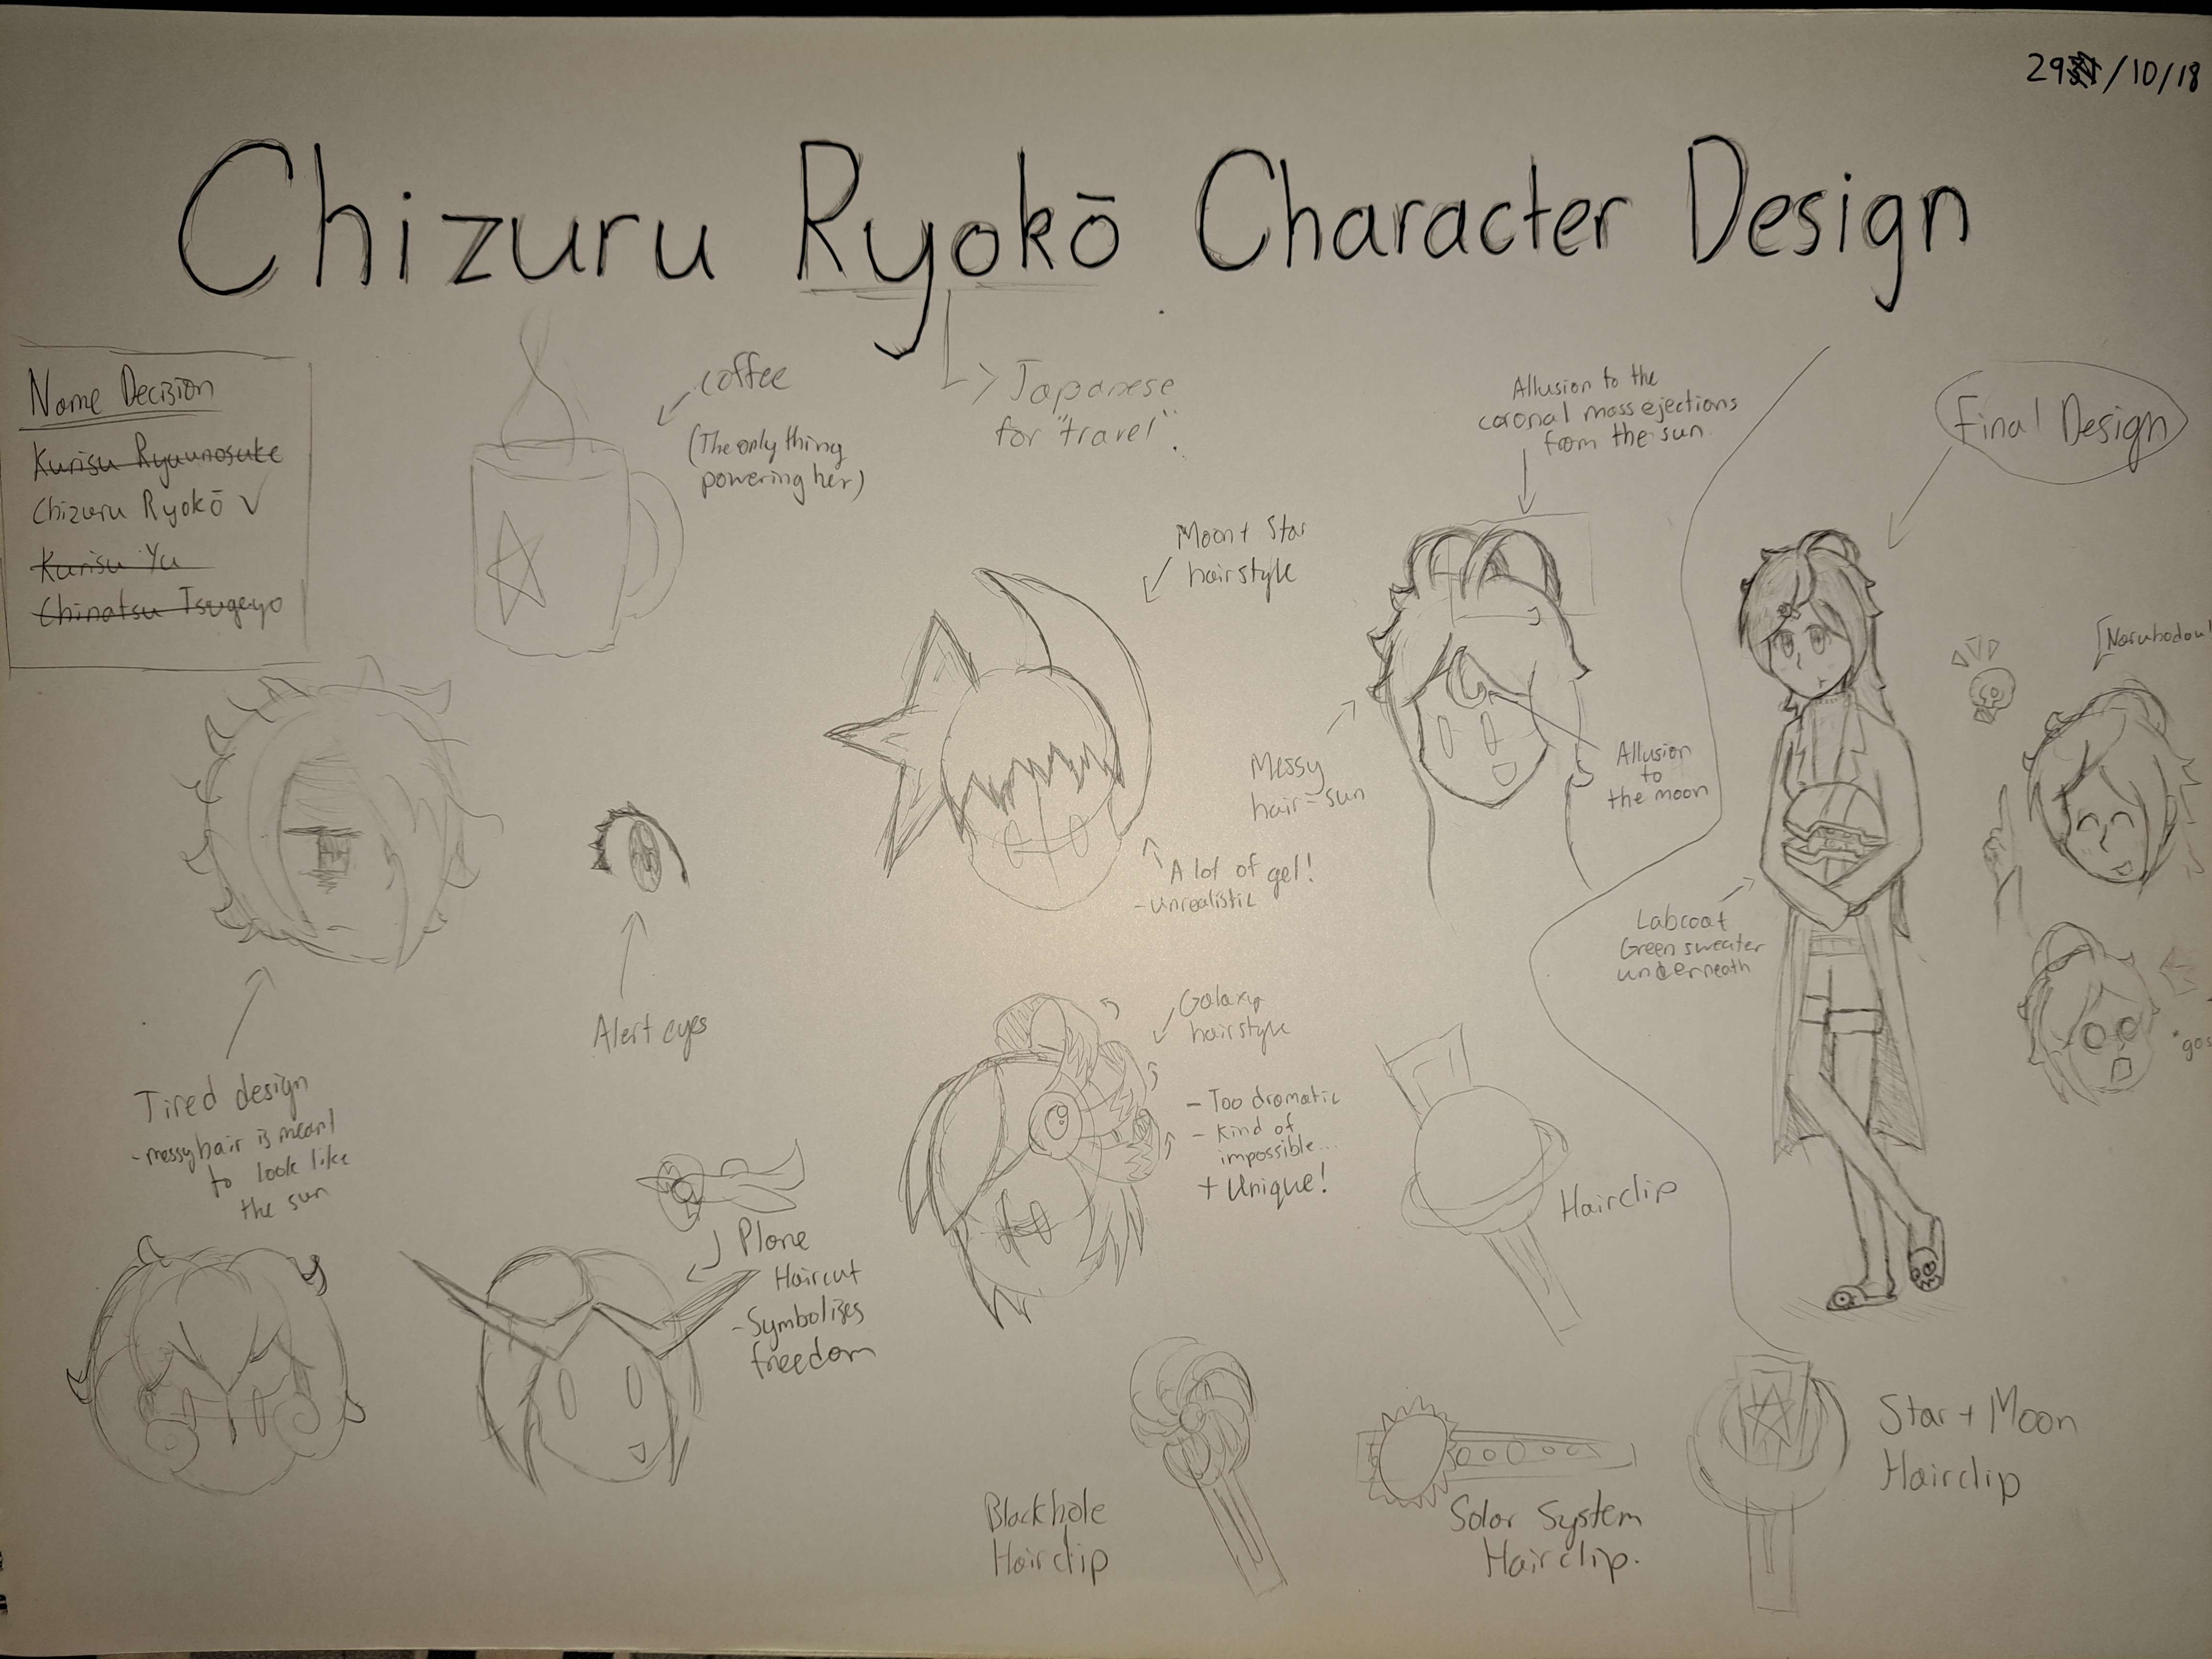 29/10/18
Chizuru Ryokō Character Design
Name Decision
Kurisu Ryuunosuke
Chizuru Ryokō ✓
Kurisu Yu
Chinatsu Tsugeyo
coffee
(The only thing
powering her)
Japanese
for "travel".
Moon + Star
hairstyle
A lot of gel!
- unrealistic
Allusion to the
coronal mass ejections
from the sun
Messy
hair = sun
Allusion
to
the moon
Final Design
[Naruhodou!
Labcoat
Green sweater
underneath
Alert eyes
Tired design
- messy hair is meant
to look like
the sun
Plane
Haircut
- Symbolizes
freedom
Galaxy
hairstyle
- Too dramatic
- Kind of
impossible...
+ Unique!
Hairclip
Blackhole
Hairclip
Solar System
Hairclip.
Star + Moon
Hairclip